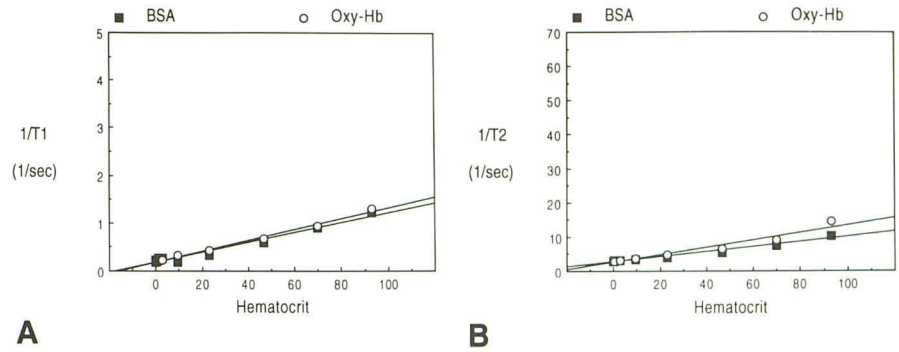 BSA
Oxy-Hb
5
4
3
2
1
0
1/T1
(1/sec)
0 20 40 60 80 100
Hematocrit
A
BSA
Oxy-Hb
70
60
50
40
30
20
10
0
1/T2
(1/sec)
0 20 40 60 80 100
Hematocrit
B